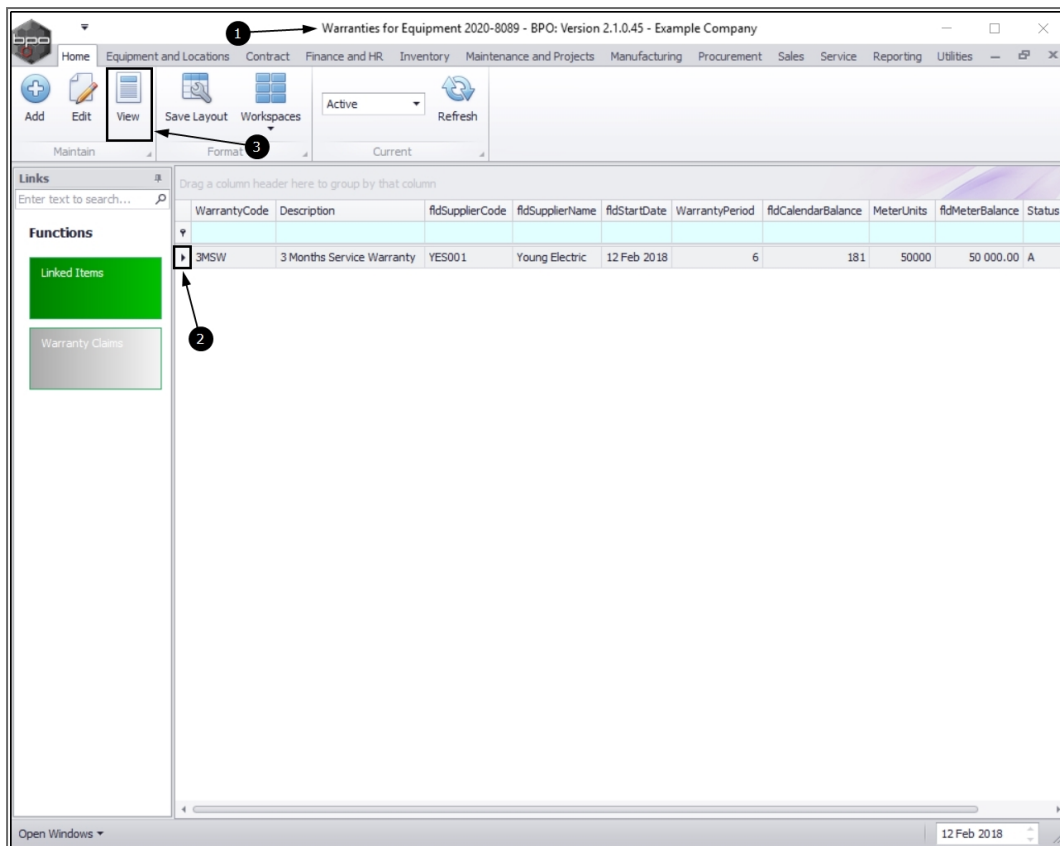 1
Warranties for Equipment 2020-8089 - BPO: Version 2.1.0.45 - Example Company
bpo
Home Equipment and Locations Contract Finance and HR Inventory Maintenance and Projects Manufacturing Procurement Sales Service Reporting Utilities
Add Edit View Save Layout Workspaces Active Refresh
3
Maintain Format Current
Links
Enter text to search...
Drag a column header here to group by that column
WarrantyCode Description fldSupplierCode fldSupplierName fldStartDate WarrantyPeriod fldCalendarBalance MeterUnits fldMeterBalance Status
Functions
3MSW 3 Months Service Warranty YES001 Young Electric 12 Feb 2018 6 181 50000 50 000.00 A
Linked Items
2
Warranty Claims
Open Windows 12 Feb 2018